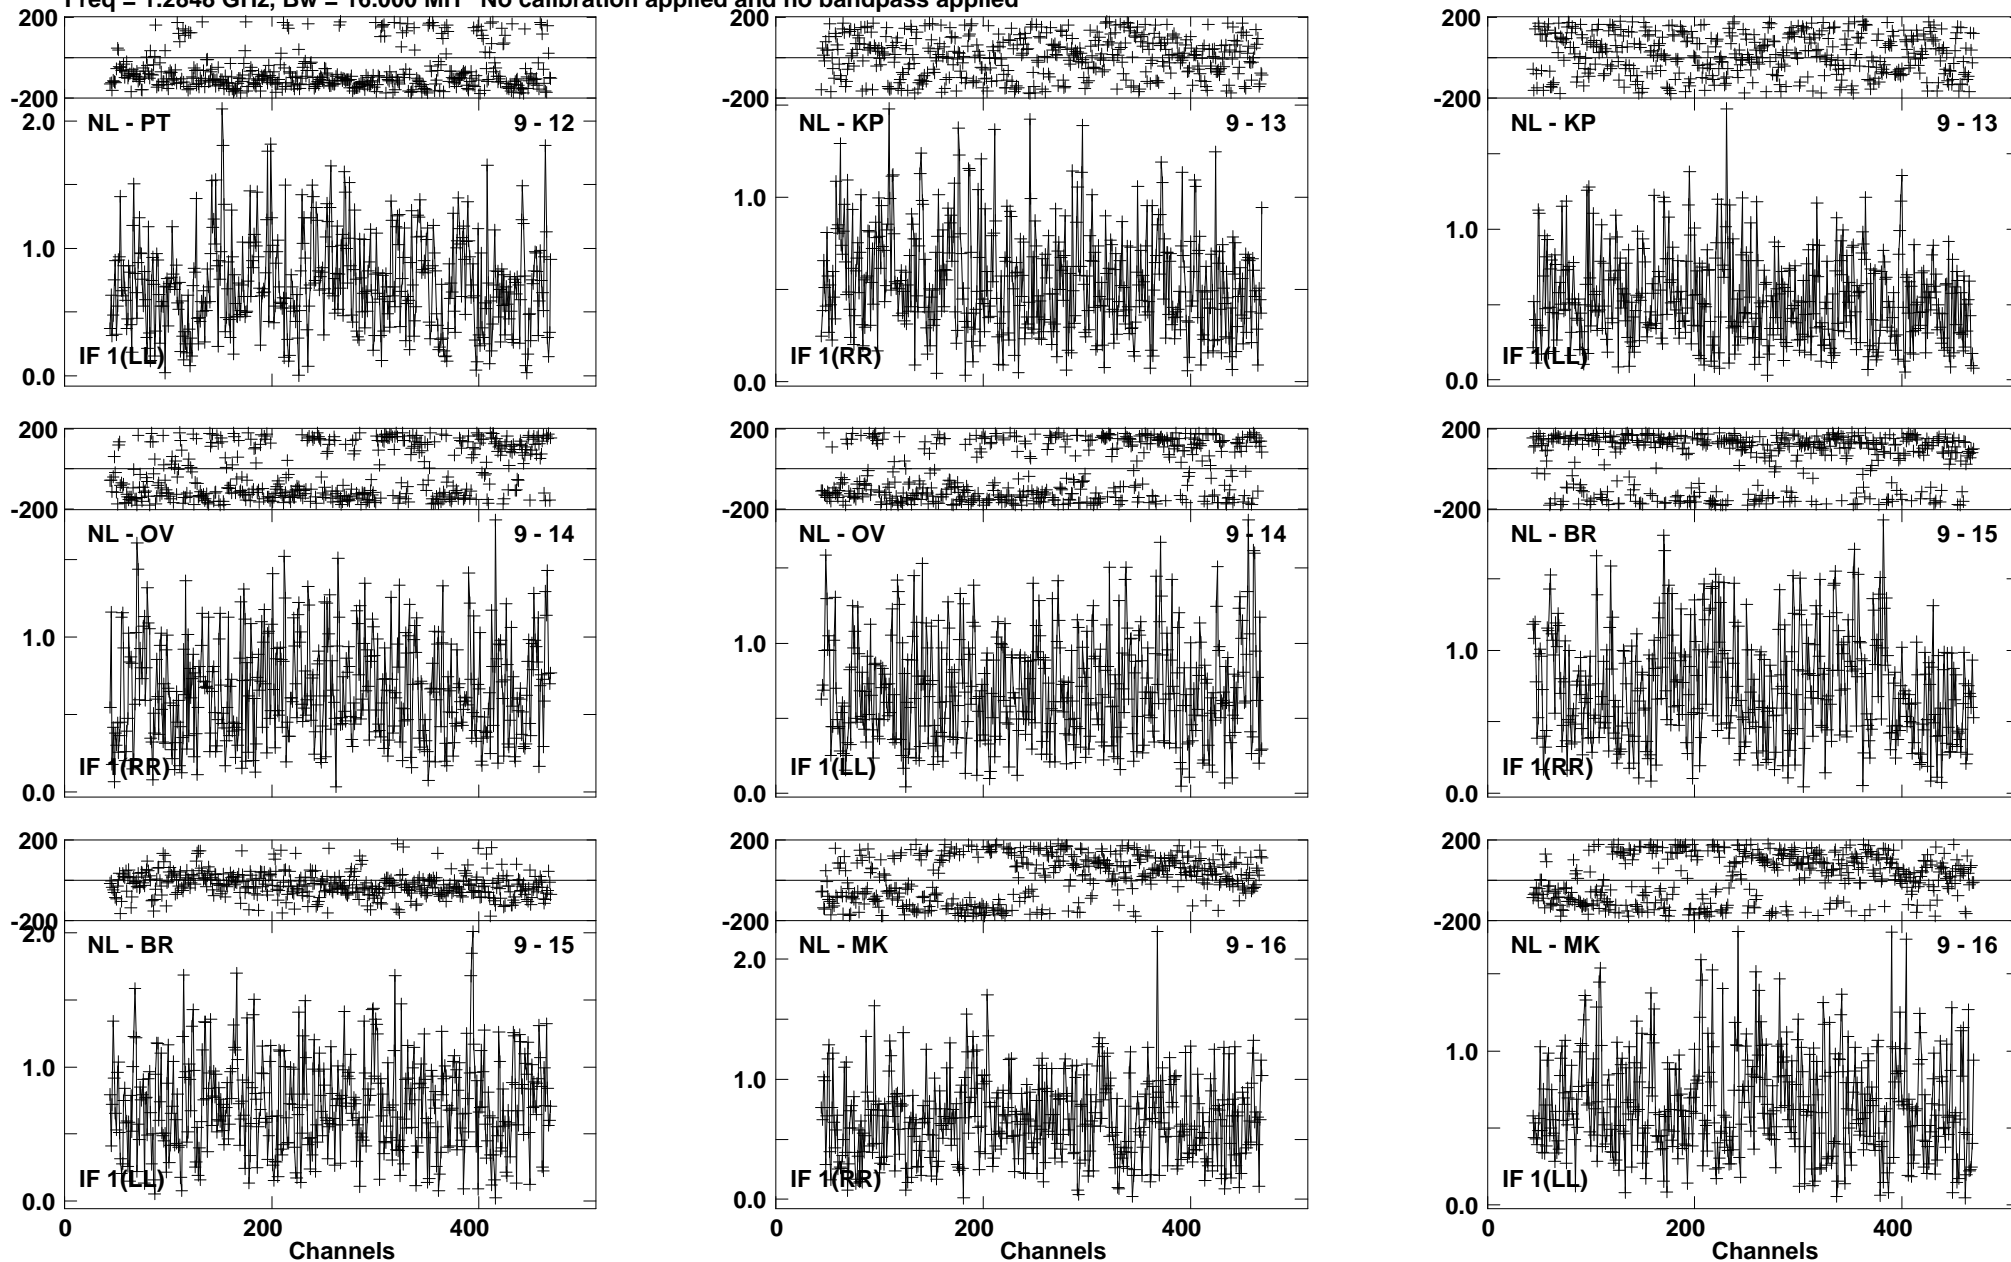 Freq = 1.2848 GHz, Bw = 16.000 MH No calibration applied and no bandpass applied
200 200 200
-200 -200 -200
2.0 NL - PT 9 - 12 NL - KP 9 - 13 NL - KP 9 - 13
1.0 1.0 1.0
IF 1(LL) IF 1(RR) IF 1(LL)
0.0 0.0 0.0
200 200 200
-200 -200 -200
NL - OV 9 - 14 NL - OV 9 - 14 NL - BR 9 - 15
1.0 1.0 1.0
IF 1(RR) IF 1(LL) IF 1(RR)
0.0 0.0 0.0
200 200 200
-200 -200 -200
2.0 NL - BR 9 - 15 2.0 NL - MK 9 - 16 NL - MK 9 - 16
1.0 1.0 1.0
IF 1(LL) IF 1(RR) IF 1(LL)
0.0 0.0 0.0
0 200 400 0 200 400 0 200 400
Channels Channels Channels